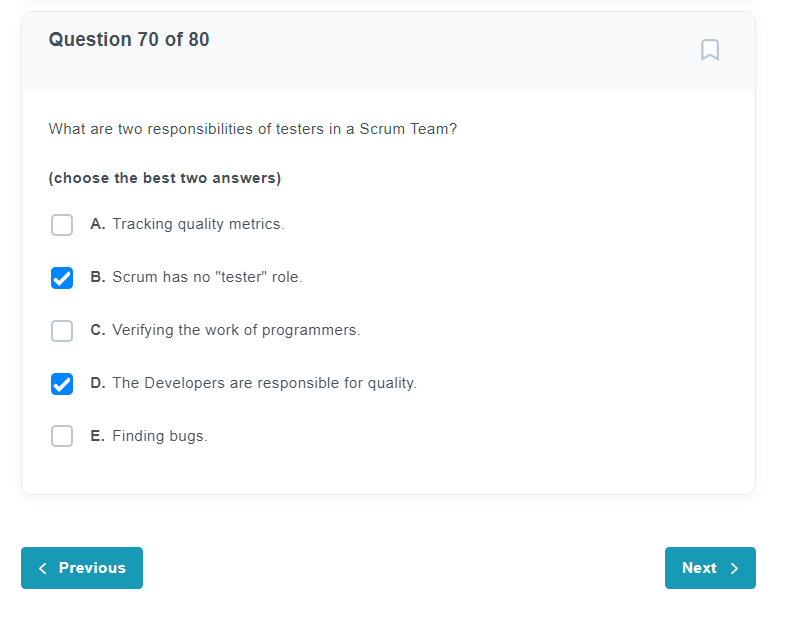 Question 70 of 80
What are two responsibilities of testers in a Scrum Team?
(choose the best two answers)
A. Tracking quality metrics.
B. Scrum has no "tester" role.
C. Verifying the work of programmers.
D. The Developers are responsible for quality.
E. Finding bugs.
Previous
Next